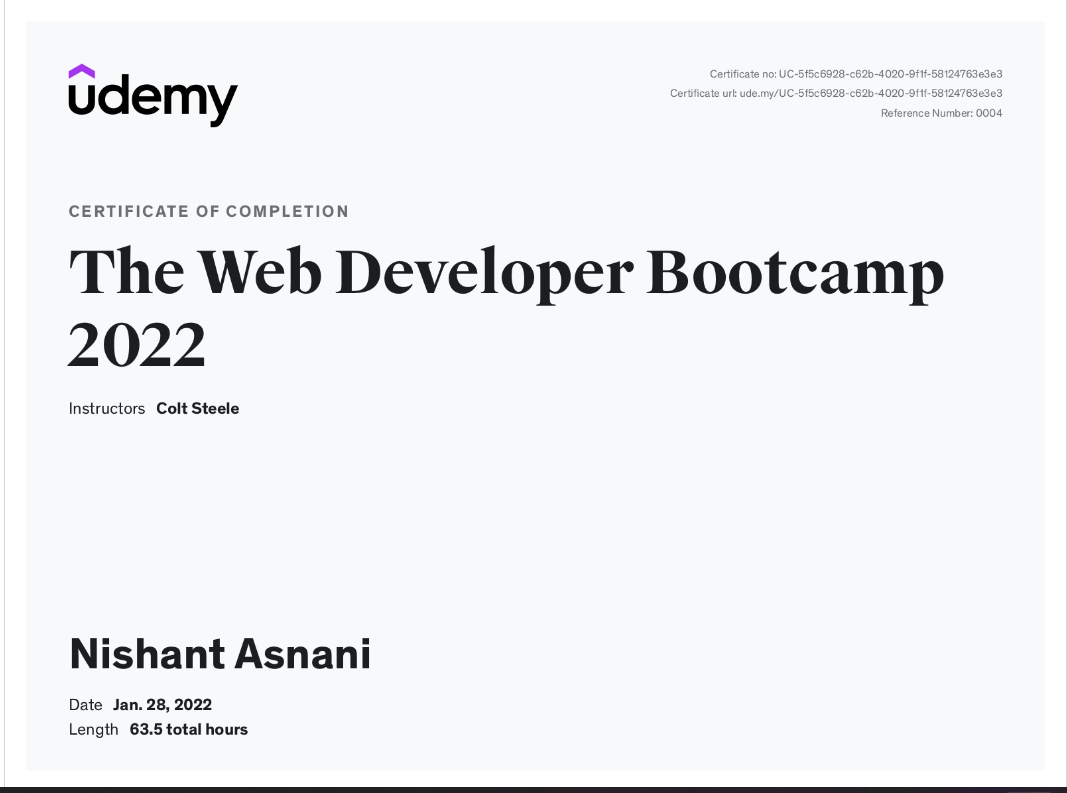 udemy
Certificate no: UC-5f5c6928-c62b-4020-9f1f-58124763e3e3
Certificate url: ude.my/UC-5f5c6928-c62b-4020-9f1f-58124763e3e3
Reference Number: 0004
CERTIFICATE OF COMPLETION
The Web Developer Bootcamp
2022
Instructors Colt Steele
Nishant Asnani
Date Jan. 28, 2022
Length 63.5 total hours